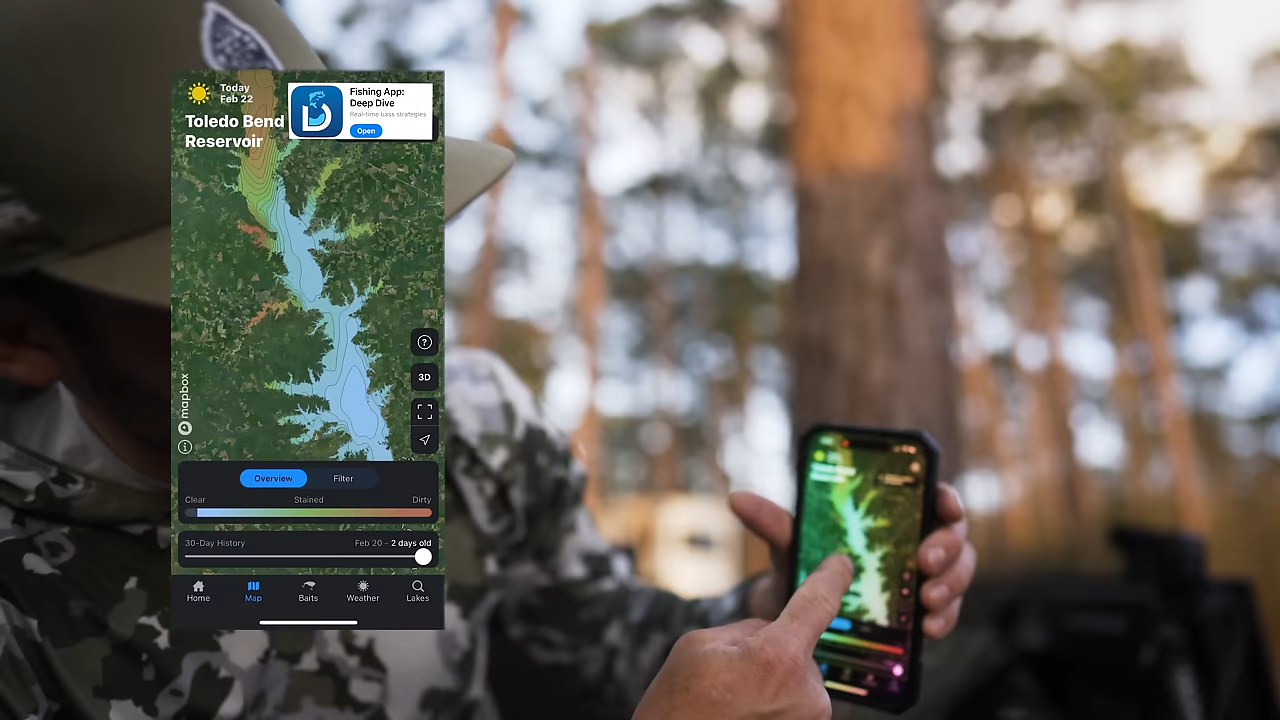 Today
Feb 22
Toledo Bend
Reservoir
Fishing App:
Deep Dive
Real-time bass strategies
Open
?
3D
mapbox
i
Overview
Filter
Clear
Stained
Dirty
30-Day History
Feb 20 - 2 days old
Home
Map
Baits
Weather
Lakes